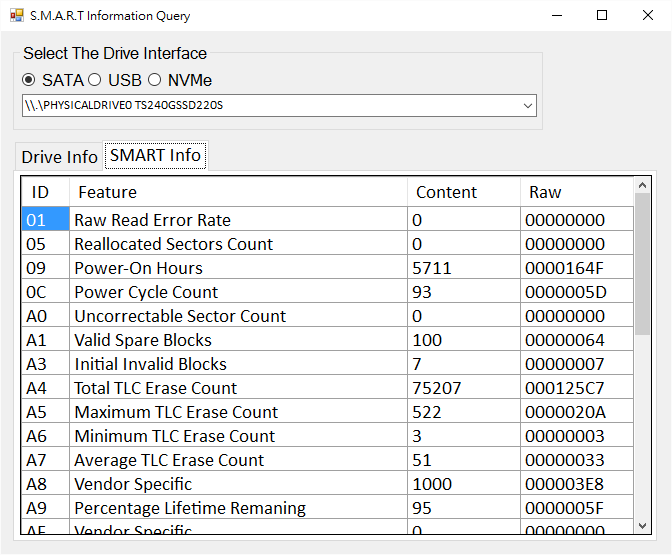 S.M.A.R.T Information Query
Select The Drive Interface
SATA USB NVMe
\\.\PHYSICALDRIVE0 TS240GSSD220S
Drive Info SMART Info
ID Feature Content Raw
01 Raw Read Error Rate 0 00000000
05 Reallocated Sectors Count 0 00000000
09 Power-On Hours 5711 0000164F
0C Power Cycle Count 93 0000005D
A0 Uncorrectable Sector Count 0 00000000
A1 Valid Spare Blocks 100 00000064
A3 Initial Invalid Blocks 7 00000007
A4 Total TLC Erase Count 75207 000125C7
A5 Maximum TLC Erase Count 522 0000020A
A6 Minimum TLC Erase Count 3 00000003
A7 Average TLC Erase Count 51 00000033
A8 Vendor Specific 1000 000003E8
A9 Percentage Lifetime Remaning 95 0000005F
Vendor Specific 0 00000000